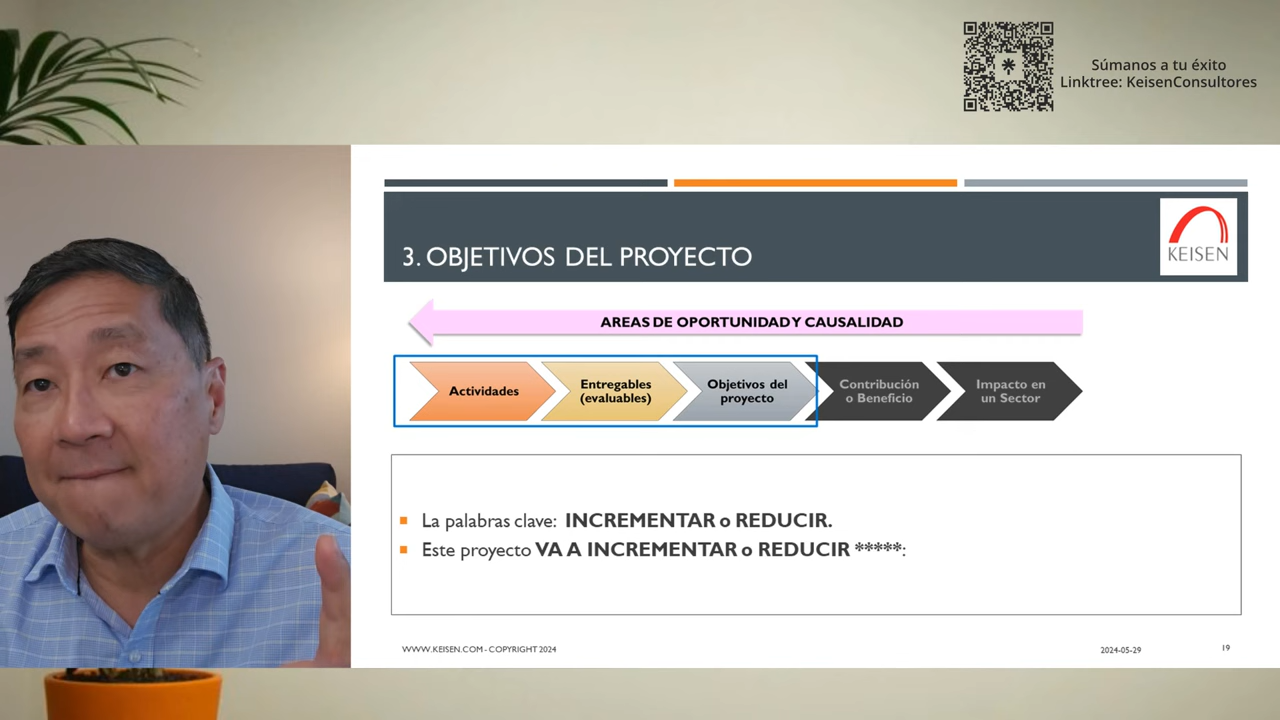 Súmanos a tu éxito
Linktree: KeisenConsultores
3. OBJETIVOS DEL PROYECTO
KEISEN
AREAS DE OPORTUNIDAD Y CAUSALIDAD
Actividades
Entregables
(evaluables)
Objetivos del
proyecto
Contribución
o Beneficio
Impacto en
un Sector
La palabras clave: INCREMENTAR o REDUCIR.
Este proyecto VA A INCREMENTAR o REDUCIR *****:
WWW.KEISEN.COM - COPYRIGHT 2024
2024-05-29
19